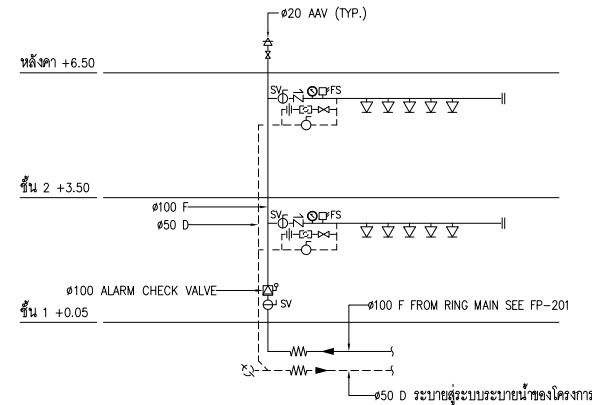 ø20 AAV (TYP.)
หลังคา +6.50
SV
FS
ชั้น 2 +3.50
ø100 F
ø50 D
SV
FS
ø100 ALARM CHECK VALVE
SV
ชั้น 1 +0.05
ø100 F FROM RING MAIN SEE FP-201
ø50 D ระบายสู่ระบบระบายน้ำของโครงการ